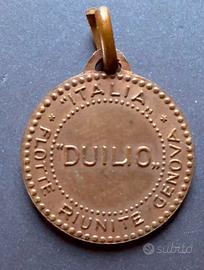 "ITALIA"
"DUILIO"
* FLOTTE RIUNITE GENOVA *
subito